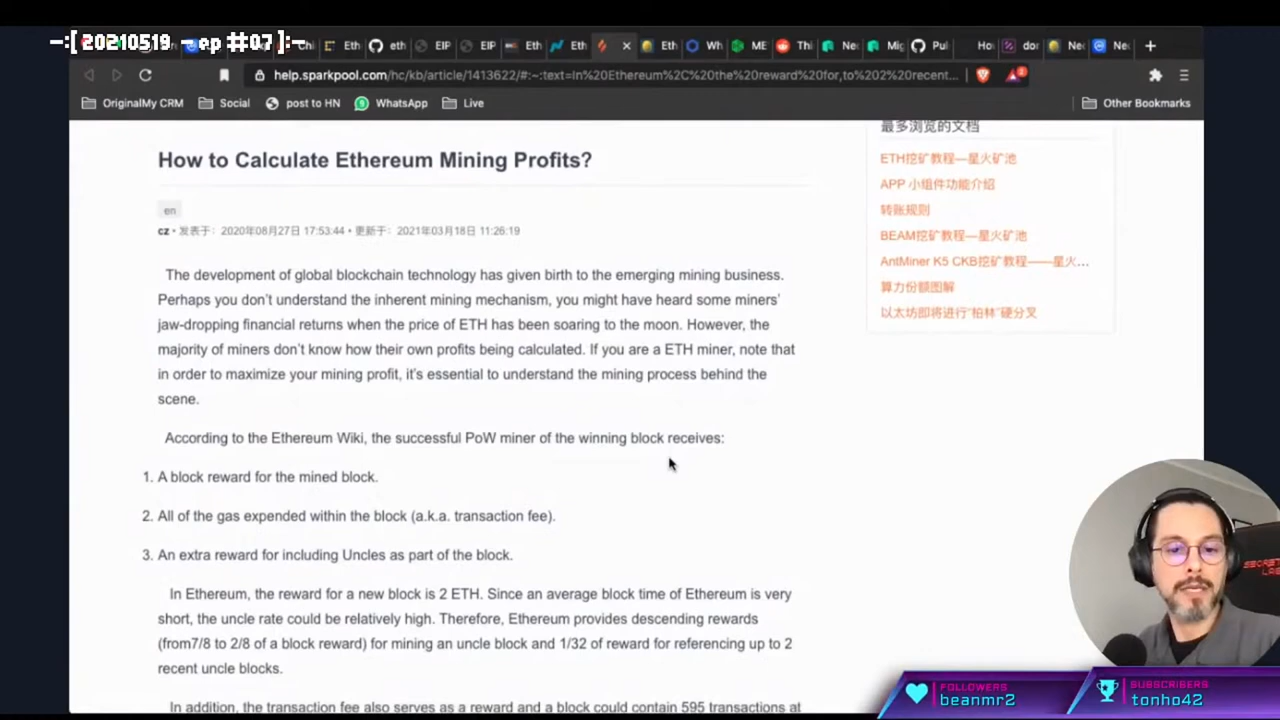 -:[ 20210519 - ep #07 ]:-
Eth
eth
EIP
EIP
Eth
Eth
Eth
Wh
ME
Thi
Nee
Mig
Pul
Ho
do
Nee
Ne
help.sparkpool.com/hc/kb/article/1413622/#:~:text=In%20Ethereum%2C%20the%20reward%20for,to%202%20recent...
OriginalMy CRM
Social
post to HN
WhatsApp
Live
Other Bookmarks
How to Calculate Ethereum Mining Profits?
en
cz • 发表于: 2020年08月27日 17:53:44 • 更新于: 2021年03月18日 11:26:19
The development of global blockchain technology has given birth to the emerging mining business.
Perhaps you don't understand the inherent mining mechanism, you might have heard some miners'
jaw-dropping financial returns when the price of ETH has been soaring to the moon. However, the
majority of miners don't know how their own profits being calculated. If you are a ETH miner, note that
in order to maximize your mining profit, it's essential to understand the mining process behind the
scene.
According to the Ethereum Wiki, the successful PoW miner of the winning block receives:
1. A block reward for the mined block.
2. All of the gas expended within the block (a.k.a. transaction fee).
3. An extra reward for including Uncles as part of the block.
In Ethereum, the reward for a new block is 2 ETH. Since an average block time of Ethereum is very
short, the uncle rate could be relatively high. Therefore, Ethereum provides descending rewards
(from7/8 to 2/8 of a block reward) for mining an uncle block and 1/32 of reward for referencing up to 2
recent uncle blocks.
In addition, the transaction fee also serves as a reward and a block could contain 595 transactions at
最多浏览的文档
ETH挖矿教程—星火矿池
APP 小组件功能介绍
转账规则
BEAM挖矿教程—星火矿池
AntMiner K5 CKB挖矿教程——星火...
算力份额图解
以太坊即将进行"柏林"硬分叉
FOLLOWERS
beanmr2
SUBSCRIBERS
tonho42